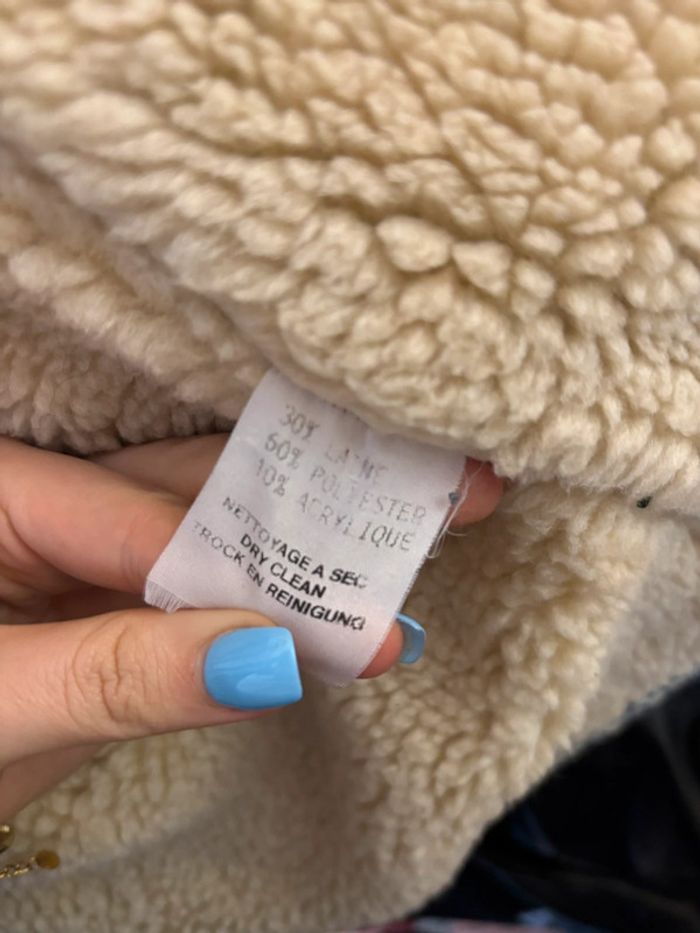 30% LAINE
60% POLYESTER
10% ACRYLIQUE
NETTOYAGE A SEC
DRY CLEAN
TROCK EN REINIGUNG